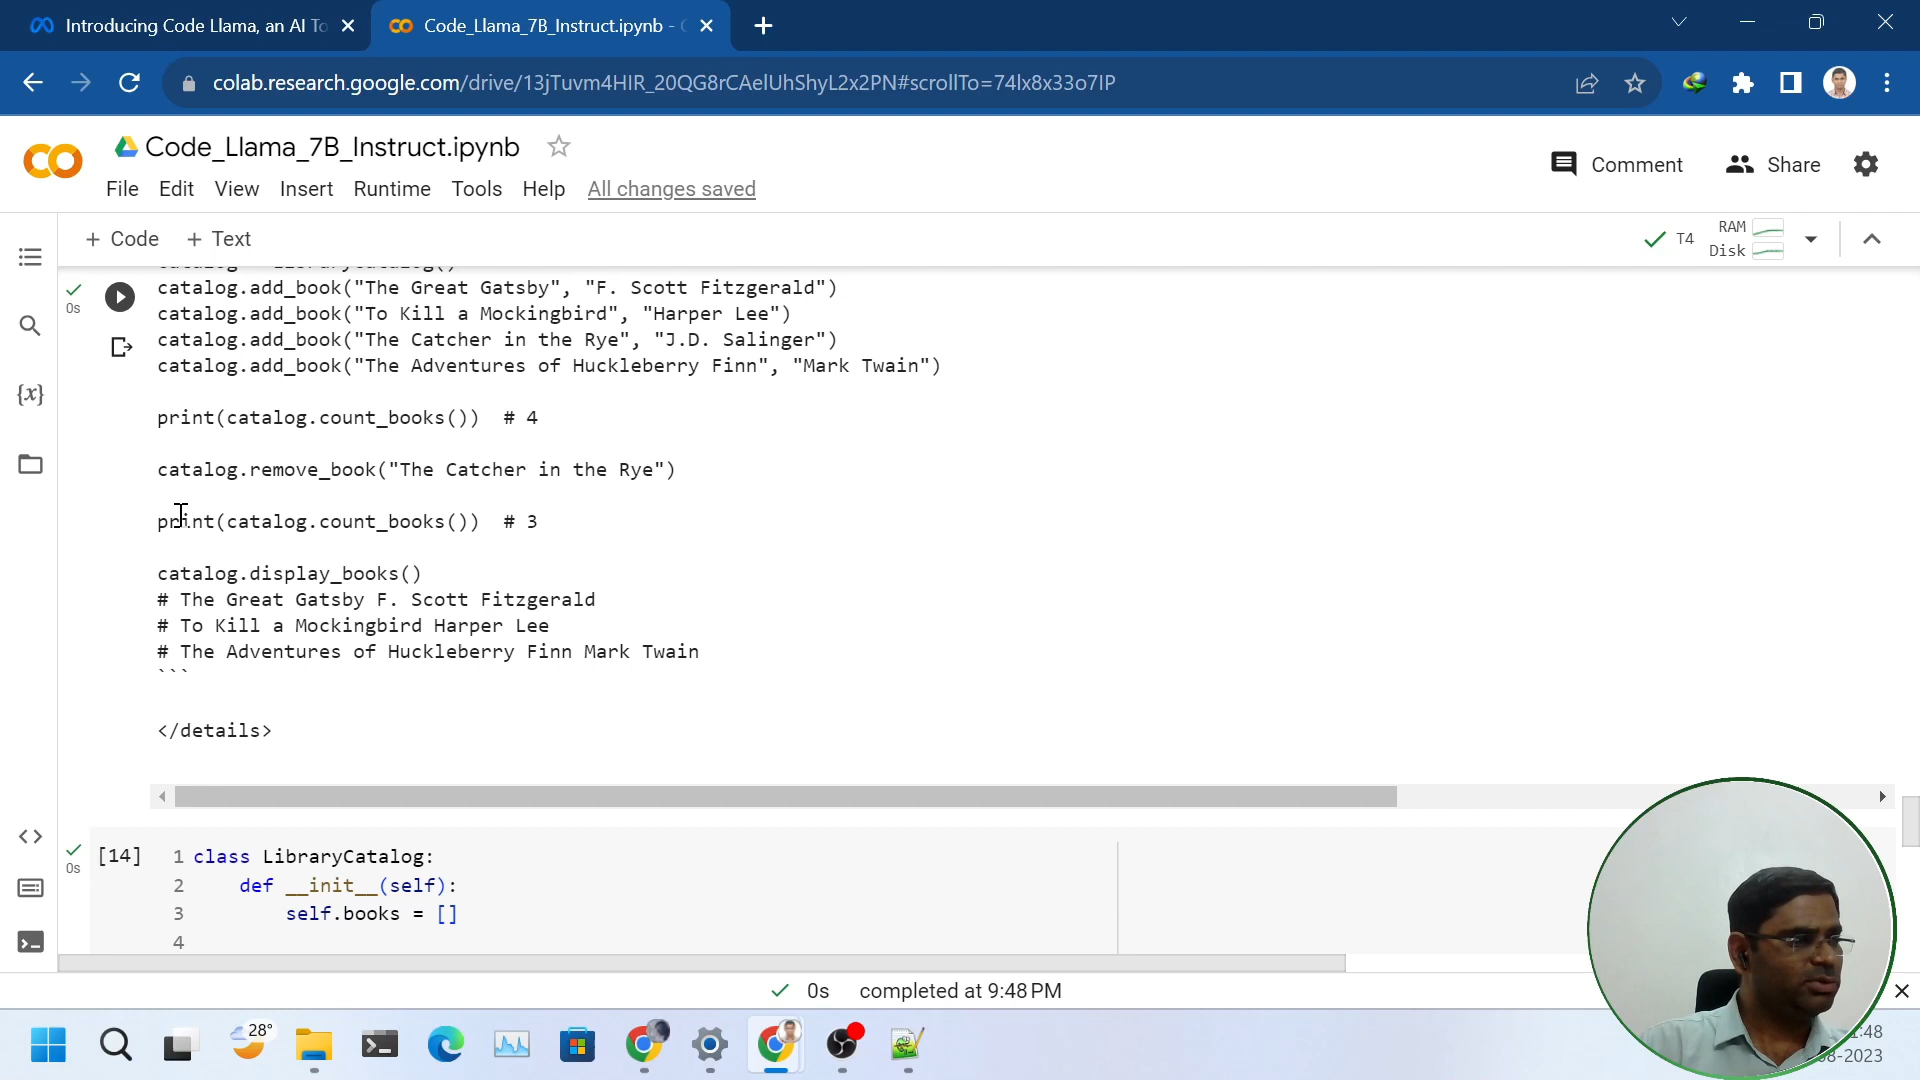 Introducing Code Llama, an AI To
Code_Llama_7B_Instruct.ipynb -
colab.research.google.com/drive/13jTuvm4HIR_20QG8rCAelUhShyL2x2PN#scrollTo=74lx8x33o7IP
Code_Llama_7B_Instruct.ipynb
Comment
Share
File Edit View Insert Runtime Tools Help All changes saved
+ Code + Text
T4
RAM
Disk
catalog.add_book("The Great Gatsby", "F. Scott Fitzgerald")
0s
catalog.add_book("To Kill a Mockingbird", "Harper Lee")
catalog.add_book("The Catcher in the Rye", "J.D. Salinger")
catalog.add_book("The Adventures of Huckleberry Finn", "Mark Twain")
{x}
print(catalog.count_books())  # 4
catalog.remove_book("The Catcher in the Rye")
print(catalog.count_books())  # 3
catalog.display_books()
# The Great Gatsby F. Scott Fitzgerald
# To Kill a Mockingbird Harper Lee
# The Adventures of Huckleberry Finn Mark Twain
```
</details>
0s
[14]
1 class LibraryCatalog:
2     def __init__(self):
3         self.books = []
4
0s completed at 9:48 PM
28°
:48
-2023